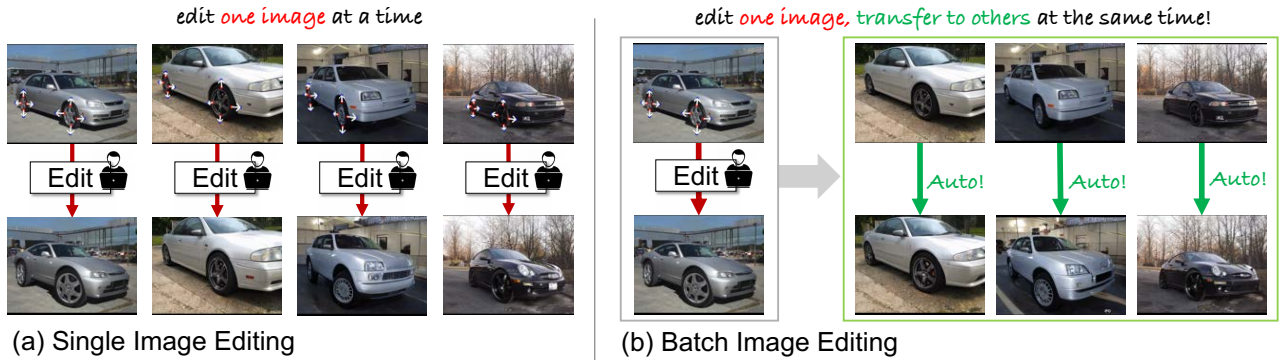 edit one image at a time
Edit
Edit
Edit
Edit
(a) Single Image Editing
edit one image, transfer to others at the same time!
Edit
Auto!
Auto!
Auto!
(b) Batch Image Editing